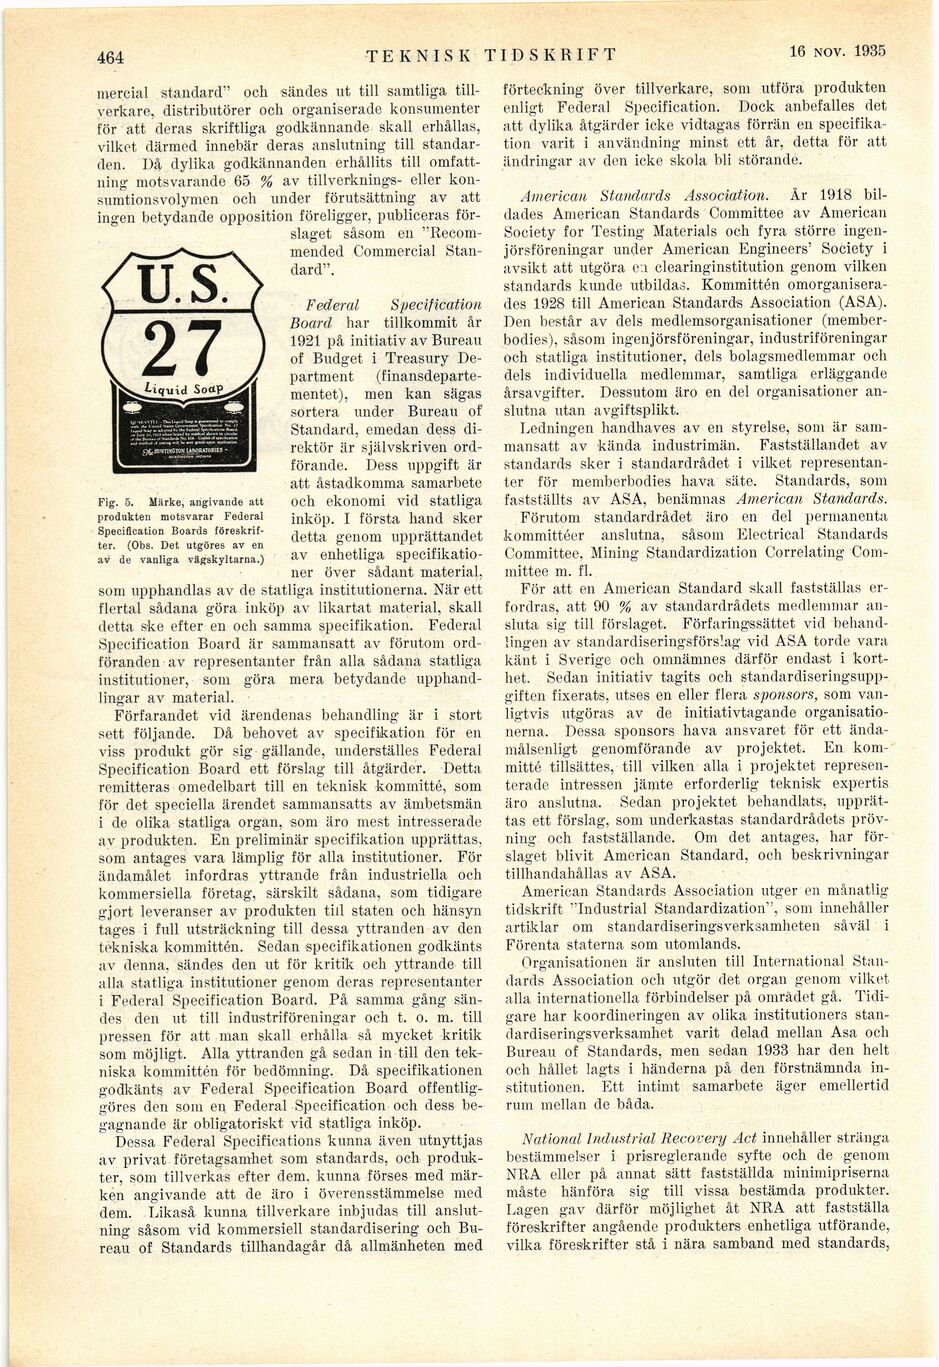 464
TEKNISK TIDSKRIFT
16 NOV. 1935
mercial standard" och sändes ut till samtliga till-
verkare, distributörer och organiserade konsumenter
för att deras skriftliga godkännande skall erhållas,
vilket därmed innebär deras anslutning till standar-
den. Då dylika godkännanden erhållits till omfatt-
ning motsvarande 65 % av tillverknings- eller kon-
sumtionsvolymen och under förutsättning av att
ingen betydande opposition föreligger, publiceras för-
slaget såsom en "Recom-
mended Commercial Stan-
dard".
U.S.
27
Liquid Soap
HUNTINGTON LABORATORIES
Fig. 5. Märke, angivande att
produkten motsvarar Federal
Specification Boards föreskrif-
ter. (Obs. Det utgöres av en
av de vanliga vägskyltarna.)
Federal Specification
Board har tillkommit år
1921 på initiativ av Bureau
of Budget i Treasury De-
partment (finansdeparte-
mentet), men kan sägas
sortera under Bureau of
Standard, emedan dess di-
rektör är självskriven ord-
förande. Dess uppgift är
att åstadkomma samarbete
och ekonomi vid statliga
inköp. I första hand sker
detta genom upprättandet
av enhetliga specifikatio-
ner över sådant material,
som upphandlas av de statliga institutionerna. När ett
flertal sådana göra inköp av likartat material, skall
detta ske efter en och samma specifikation. Federal
Specification Board är sammansatt av förutom ord-
föranden av representanter från alla sådana statliga
institutioner, som göra mera betydande upphand-
lingar av material.
Förfarandet vid ärendenas behandling är i stort
sett följande. Då behovet av specifikation för en
viss produkt gör sig gällande, underställes Federal
Specification Board ett förslag till åtgärder. Detta
remitteras omedelbart till en teknisk kommitté, som
för det speciella ärendet sammansatts av ämbetsmän
i de olika statliga organ, som äro mest intresserade
av produkten. En preliminär specifikation upprättas,
som antages vara lämplig för alla institutioner. För
ändamålet infordras yttrande från industriella och
kommersiella företag, särskilt sådana, som tidigare
gjort leveranser av produkten till staten och hänsyn
tages i full utsträckning till dessa yttranden av den
tekniska kommittén. Sedan specifikationen godkänts
av denna, sändes den ut för kritik och yttrande till
alla statliga institutioner genom deras representanter
i Federal Specification Board. På samma gång sän-
des den ut till industriföreningar och t. o. m. till
pressen för att man skall erhålla så mycket kritik
som möjligt. Alla yttranden gå sedan in till den tek-
niska kommittén för bedömning. Då specifikationen
godkänts av Federal Specification Board offentlig-
göres den som en Federal Specification och dess be-
gagnande är obligatoriskt vid statliga inköp.
Dessa Federal Specifications kunna även utnyttjas
av privat företagsamhet som standards, och produk-
ter, som tillverkas efter dem, kunna förses med mär-
ken angivande att de äro i överensstämmelse med
dem. Likaså kunna tillverkare inbjudas till anslut-
ning såsom vid kommersiell standardisering och Bu-
reau of Standards tillhandagår då allmänheten med
förteckning över tillverkare, som utföra produkten
enligt Federal Specification. Dock anbefalles det
att dylika åtgärder icke vidtagas förrän en specifika-
tion varit i användning minst ett år, detta för att
ändringar av den icke skola bli störande.
American Standards Association. År 1918 bil-
dades American Standards Committee av American
Society for Testing Materials och fyra större ingen-
jörsföreningar under American Engineers' Society i
avsikt att utgöra en clearinginstitution genom vilken
standards kunde utbildas. Kommittén omorganisera-
des 1928 till American Standards Association (ASA).
Den består av dels medlemsorganisationer (member-
bodies), såsom ingenjörsföreningar, industriföreningar
och statliga institutioner, dels bolagsmedlemmar och
dels individuella medlemmar, samtliga erläggande
årsavgifter. Dessutom äro en del organisationer an-
slutna utan avgiftsplikt.
Ledningen handhaves av en styrelse, som är sam-
mansatt av kända industrimän. Fastställandet av
standards sker i standardrådet i vilket representan-
ter för memberbodies hava säte. Standards, som
fastställts av ASA, benämnas American Standards.
Förutom standardrådet äro en del permanenta
kommittéer anslutna, såsom Electrical Standards
Committee, Mining Standardization Correlating Com-
mittee m. fl.
För att en American Standard skall fastställas er-
fordras, att 90 % av standardrådets medlemmar an-
sluta sig till förslaget. Förfaringssättet vid behand-
lingen av standardiseringsförslag vid ASA torde vara
känt i Sverige och omnämnes därför endast i kort-
het. Sedan initiativ tagits och standardiseringsupp-
giften fixerats, utses en eller flera sponsors, som van-
ligtvis utgöras av de initiativtagande organisatio-
nerna. Dessa sponsors hava ansvaret för ett ända-
målsenligt genomförande av projektet. En kom-
mitté tillsättes, till vilken alla i projektet represen-
terade intressen jämte erforderlig teknisk expertis
äro anslutna. Sedan projektet behandlats, upprät-
tas ett förslag, som underkastas standardrådets pröv-
ning och fastställande. Om det antages, har för-
slaget blivit American Standard, och beskrivningar
tillhandahållas av ASA.
American Standards Association utger en månatlig
tidskrift "Industrial Standardization", som innehåller
artiklar om standardiseringsverksamheten såväl i
Förenta staterna som utomlands.
Organisationen är ansluten till International Stan-
dards Association och utgör det organ genom vilket
alla internationella förbindelser på området gå. Tidi-
gare har koordineringen av olika institutioners stan-
dardiseringsverksamhet varit delad mellan Asa och
Bureau of Standards, men sedan 1933 har den helt
och hållet lagts i händerna på den förstnämnda in-
stitutionen. Ett intimt samarbete äger emellertid
rum mellan de båda.
National Industrial Recovery Act innehåller stränga
bestämmelser i prisreglerande syfte och de genom
NRA eller på annat sätt fastställda minimipriserna
måste hänföra sig till vissa bestämda produkter.
Lagen gav därför möjlighet åt NRA att fastställa
föreskrifter angående produkters enhetliga utförande,
vilka föreskrifter stå i nära samband med standards,